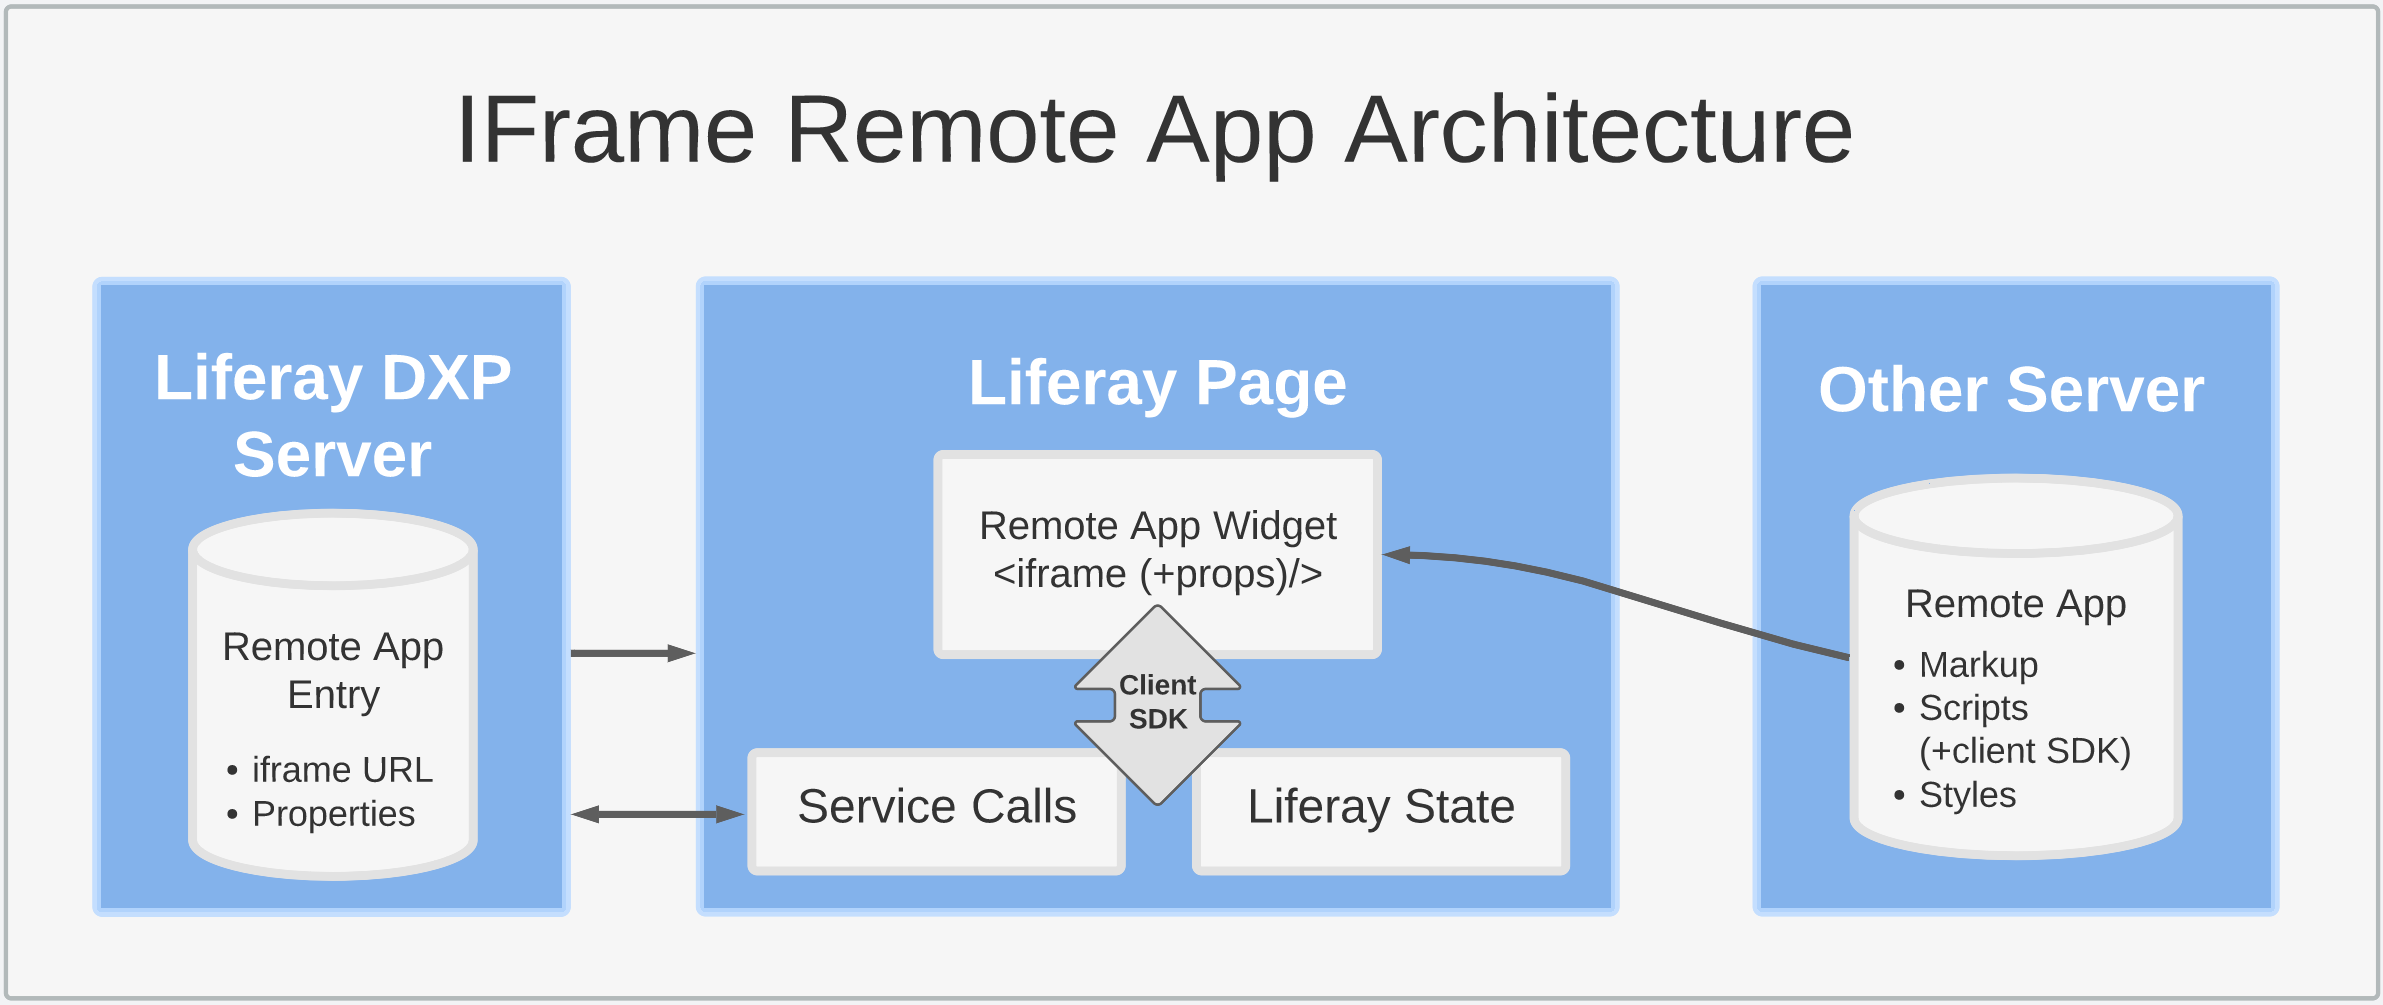 IFrame Remote App Architecture
Liferay DXP
Server
Remote App
Entry
• iframe URL
• Properties
Liferay Page
Remote App Widget
<iframe (+props)/>
Client
SDK
Service Calls
Liferay State
Other Server
Remote App
• Markup
• Scripts
(+client SDK)
• Styles